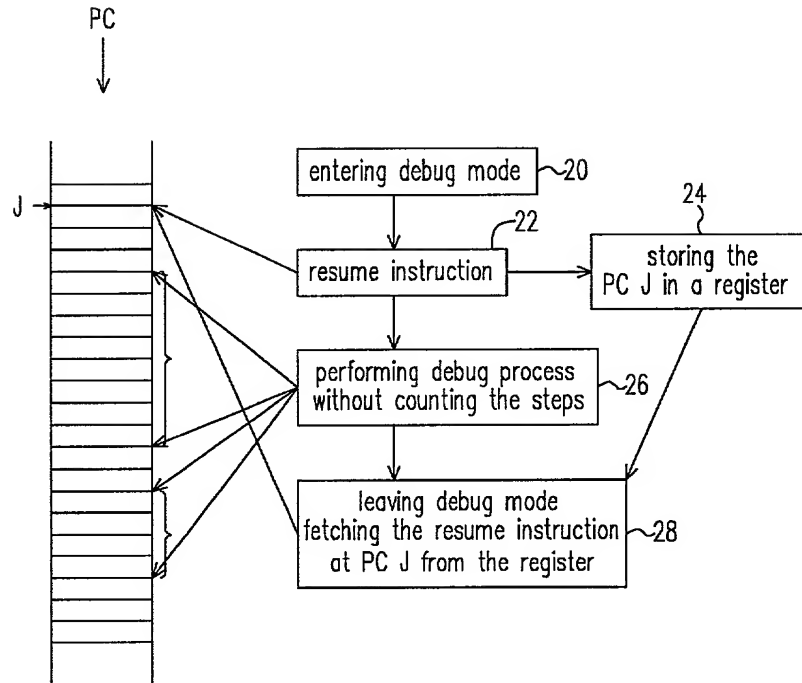 PC
entering debug mode
20
J
22
resume instruction
24
storing the
PC J in a register
performing debug process
without counting the steps
26
leaving debug mode
fetching the resume instruction
at PC J from the register
28